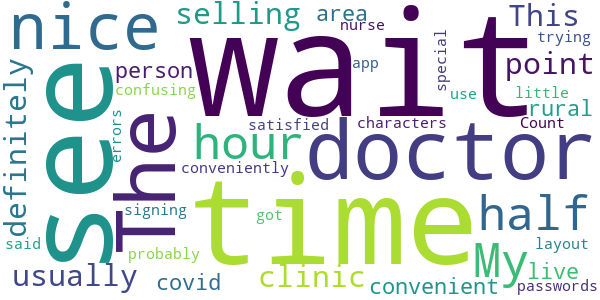 nice
selling
area
nurse
This
trying
wait
see
person
confusing
app
special
point
use
little
rural
definitely
errors
The
hour
satisfied
characters
Count
doctor
conveniently
time
half
signing
got
said
probably
My
layout
live
usually
covid
clinic
convenient
passwords